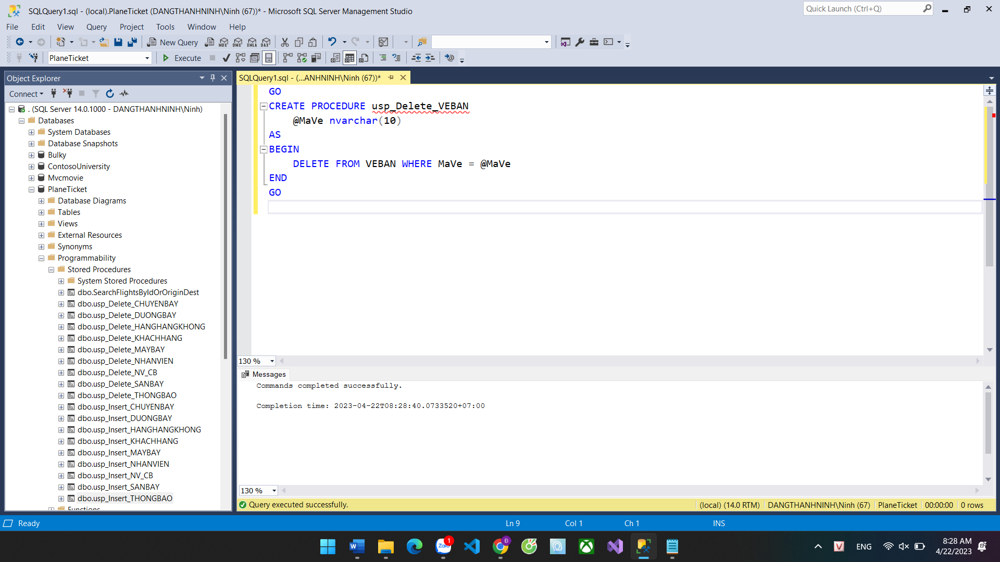 SQLQuery1.sql - (local).PlaneTicket (DANGTHANHNINH\Ninh (67))* - Microsoft SQL Server Management Studio
Quick Launch (Ctrl+Q)
File Edit View Query Project Tools Window Help
New Query
MDX DMX XMLA DAX
PlaneTicket
Execute
Object Explorer
Connect
. (SQL Server 14.0.1000 - DANGTHANHNINH\Ninh)
Databases
System Databases
Database Snapshots
Bulky
ContosoUniversity
Mvcmovie
PlaneTicket
Database Diagrams
Tables
Views
External Resources
Synonyms
Programmability
Stored Procedures
System Stored Procedures
dbo.SearchFlightsByIdOrOriginDest
dbo.usp_Delete_CHUYENBAY
dbo.usp_Delete_DUONGBAY
dbo.usp_Delete_HANGHANGKHONG
dbo.usp_Delete_KHACHHANG
dbo.usp_Delete_MAYBAY
dbo.usp_Delete_NHANVIEN
dbo.usp_Delete_NV_CB
dbo.usp_Delete_SANBAY
dbo.usp_Delete_THONGBAO
dbo.usp_Insert_CHUYENBAY
dbo.usp_Insert_DUONGBAY
dbo.usp_Insert_HANGHANGKHONG
dbo.usp_Insert_KHACHHANG
dbo.usp_Insert_MAYBAY
dbo.usp_Insert_NHANVIEN
dbo.usp_Insert_NV_CB
dbo.usp_Insert_SANBAY
dbo.usp_Insert_THONGBAO
Functions
SQLQuery1.sql - (...ANHNINH\Ninh (67))*
GO
CREATE PROCEDURE usp_Delete_VEBAN
@MaVe nvarchar(10)
AS
BEGIN
DELETE FROM VEBAN WHERE MaVe = @MaVe
END
GO
130 %
Messages
Commands completed successfully.
Completion time: 2023-04-22T08:28:40.0733520+07:00
130 %
Query executed successfully.
(local) (14.0 RTM) DANGTHANHNINH\Ninh (67) PlaneTicket 00:00:00 0 rows
Ready Ln 9 Col 1 Ch 1 INS
Zalo 1
Đ
V
ENG
8:28 AM
4/22/2023